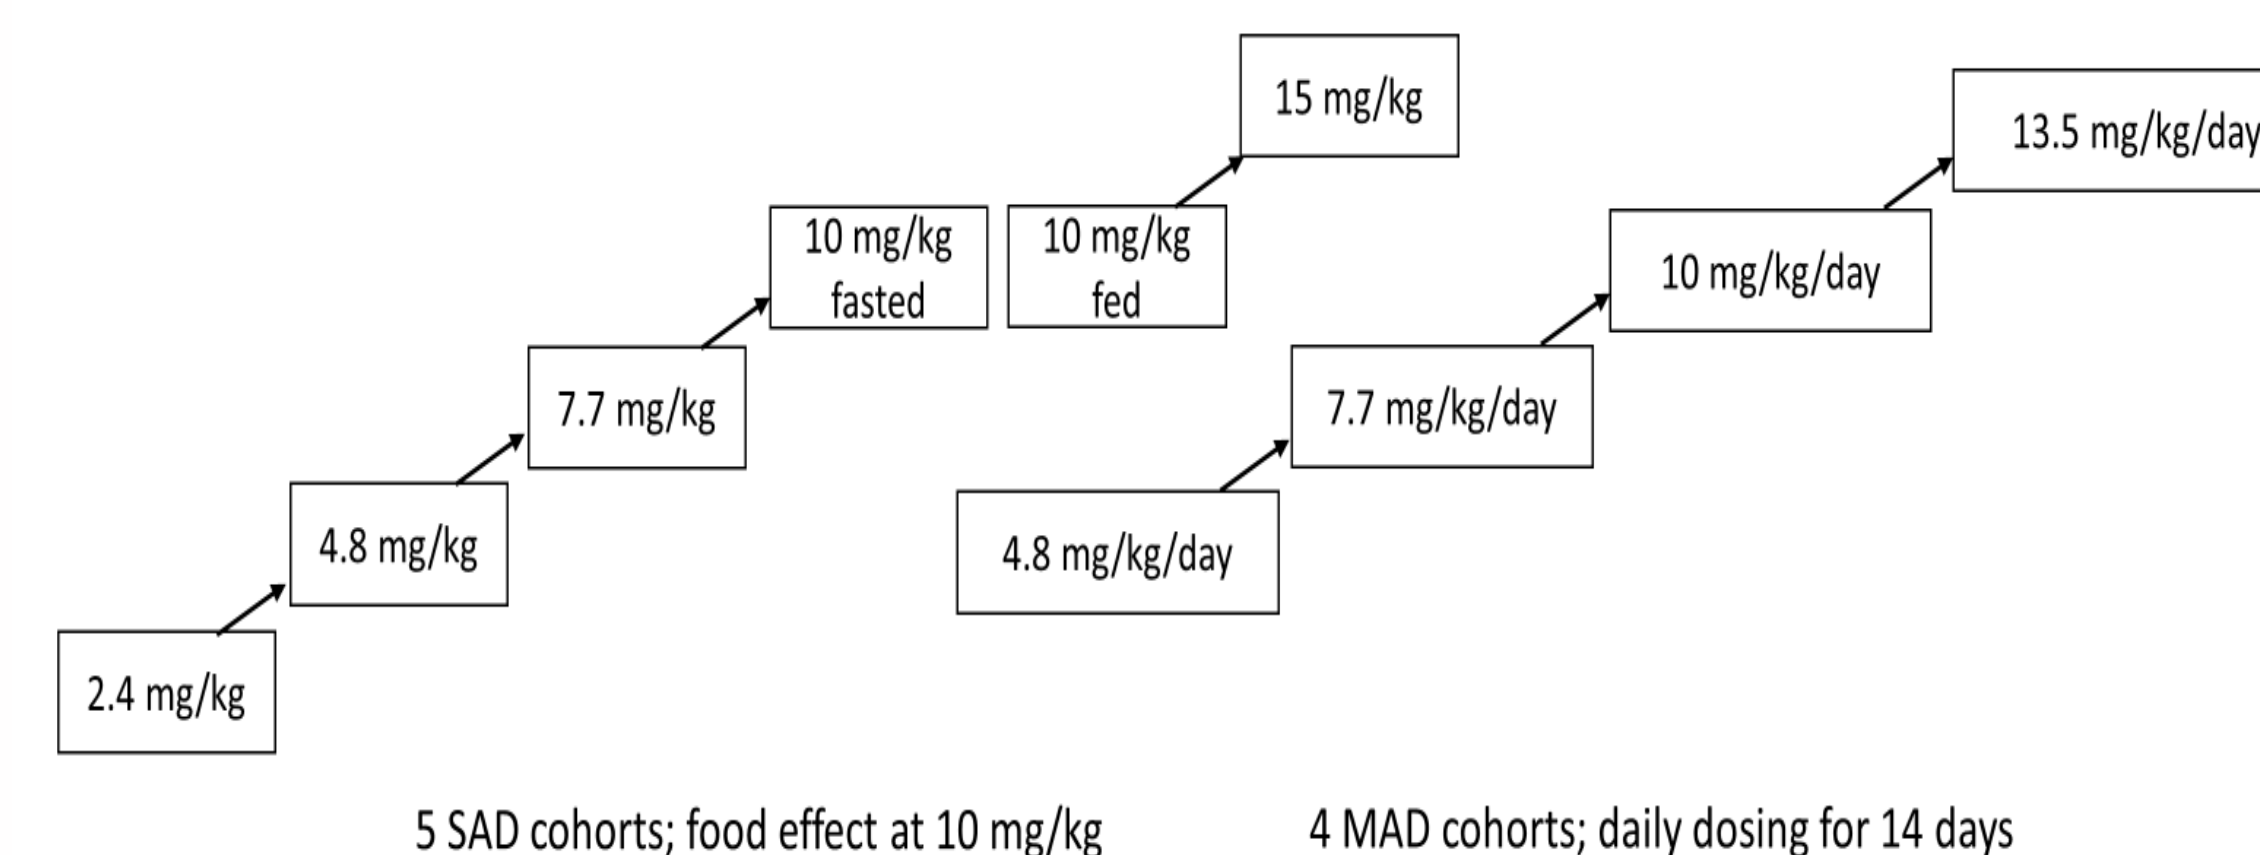 15 mg/kg
13.5 mg/kg/day
10 mg/kg
fasted
10 mg/kg
fed
10 mg/kg/day
7.7 mg/kg
7.7 mg/kg/day
4.8 mg/kg
4.8 mg/kg/day
2.4 mg/kg
5 SAD cohorts; food effect at 10 mg/kg
4 MAD cohorts; daily dosing for 14 days